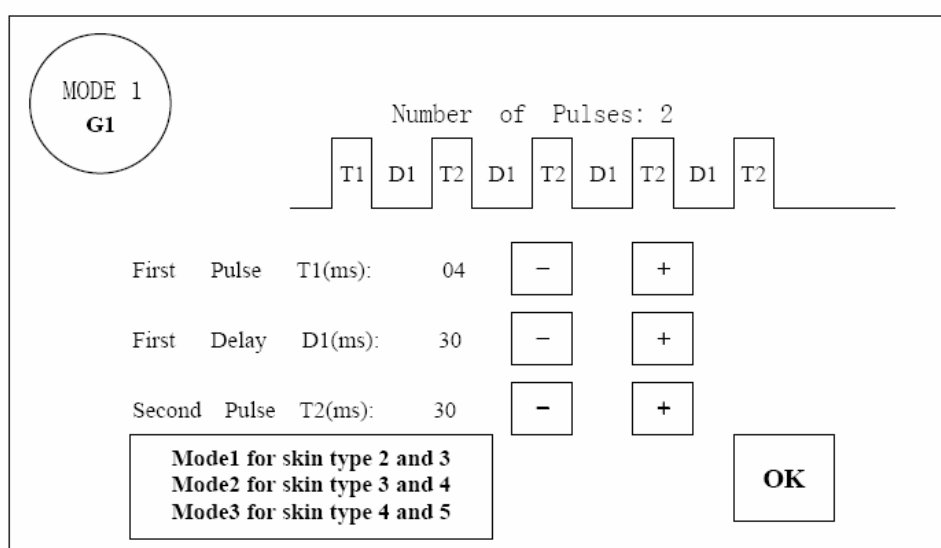 MODE 1
G1
Number of Pulses: 2
T1 D1 T2 D1 T2 D1 T2 D1 T2
First Pulse T1(ms): 04 - +
First Delay D1(ms): 30 - +
Second Pulse T2(ms): 30 - +
Mode1 for skin type 2 and 3
Mode2 for skin type 3 and 4
Mode3 for skin type 4 and 5
OK